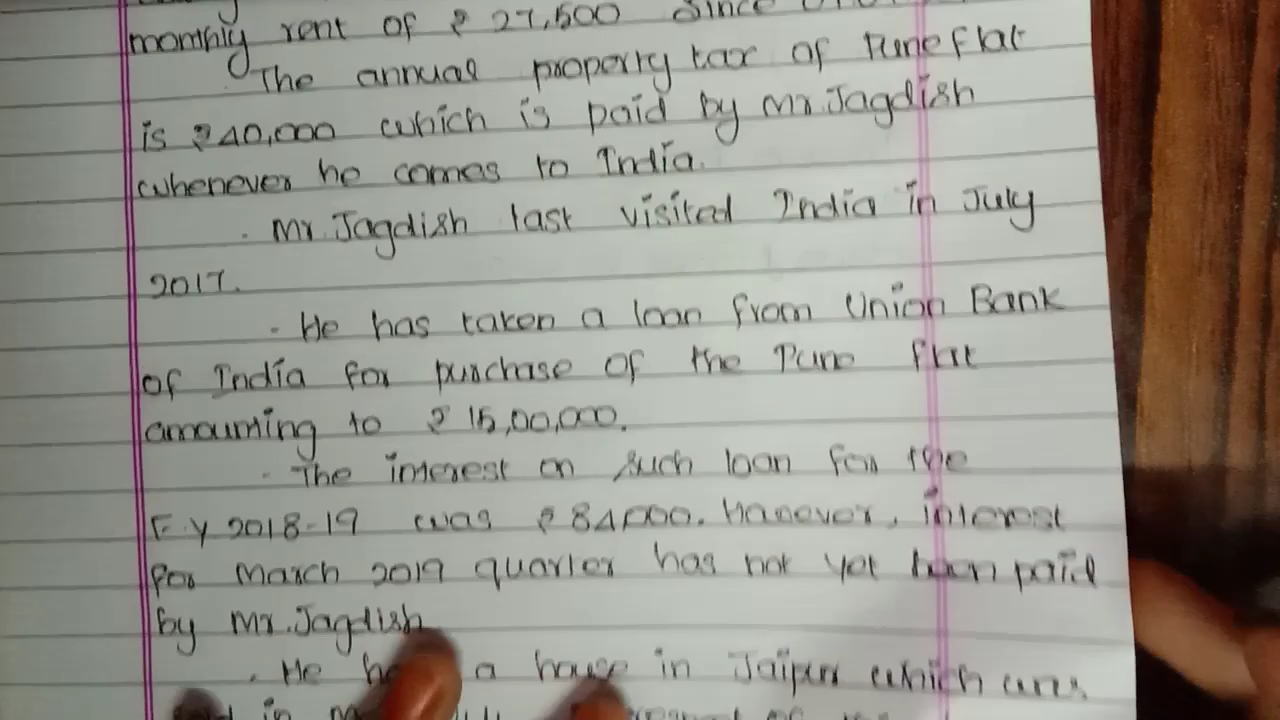 monthly rent of ₹ 27,500 Since
The annual property tax of Pune flat
is ₹40,000 which is paid by Mr.Jagdish
whenever he comes to India.
. Mr.Jagdish last visited India in July
2017.
- He has taken a loan from Union Bank
of India for purchase of the Pune flat
amouming to ₹ 15,00,000.
- The interest on such loan for the
F.Y 2018-19 was ₹84,000. However, interest
for march 2019 quarter has not yet been paid
by Mr.Jagdish
. He a house in Jaipur which was
in